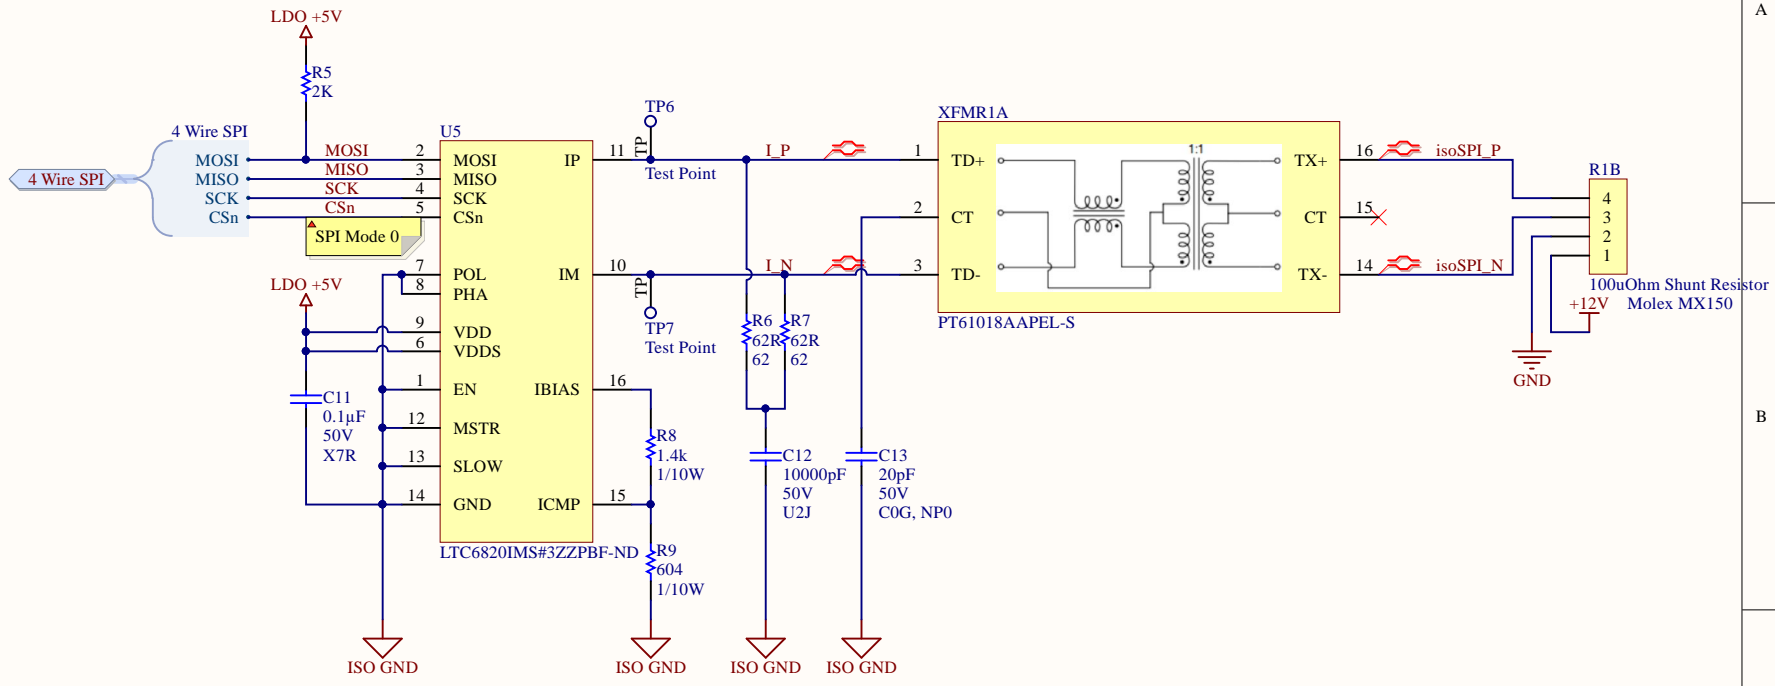 A
LDO +5V
R5
2K
4 Wire SPI
4 Wire SPI
MOSI
MISO
SCK
CSn
MOSI
MISO
SCK
CSn
2
3
4
5
SPI Mode 0
U5
MOSI
MISO
SCK
CSn
POL
PHA
VDD
VDDS
EN
MSTR
SLOW
GND
7
8
9
6
1
12
13
14
IP
IM
IBIAS
ICMP
11
10
16
15
LTC6820IMS#3ZZPBF-ND
LDO +5V
C11
0.1µF
50V
X7R
ISO GND
TP6
TP
Test Point
TP
TP7
Test Point
I_P
I_N
R6
62R
62
R7
62R
62
R8
1.4k
1/10W
R9
604
1/10W
ISO GND
C12
10000pF
50V
U2J
ISO GND
C13
20pF
50V
C0G, NP0
ISO GND
XFMR1A
1
2
3
TD+
CT
TD-
1:1
TX+
CT
TX-
16
15
14
PT61018AAPEL-S
isoSPI_P
isoSPI_N
R1B
4
3
2
1
100uOhm Shunt Resistor
Molex MX150
+12V
GND
B